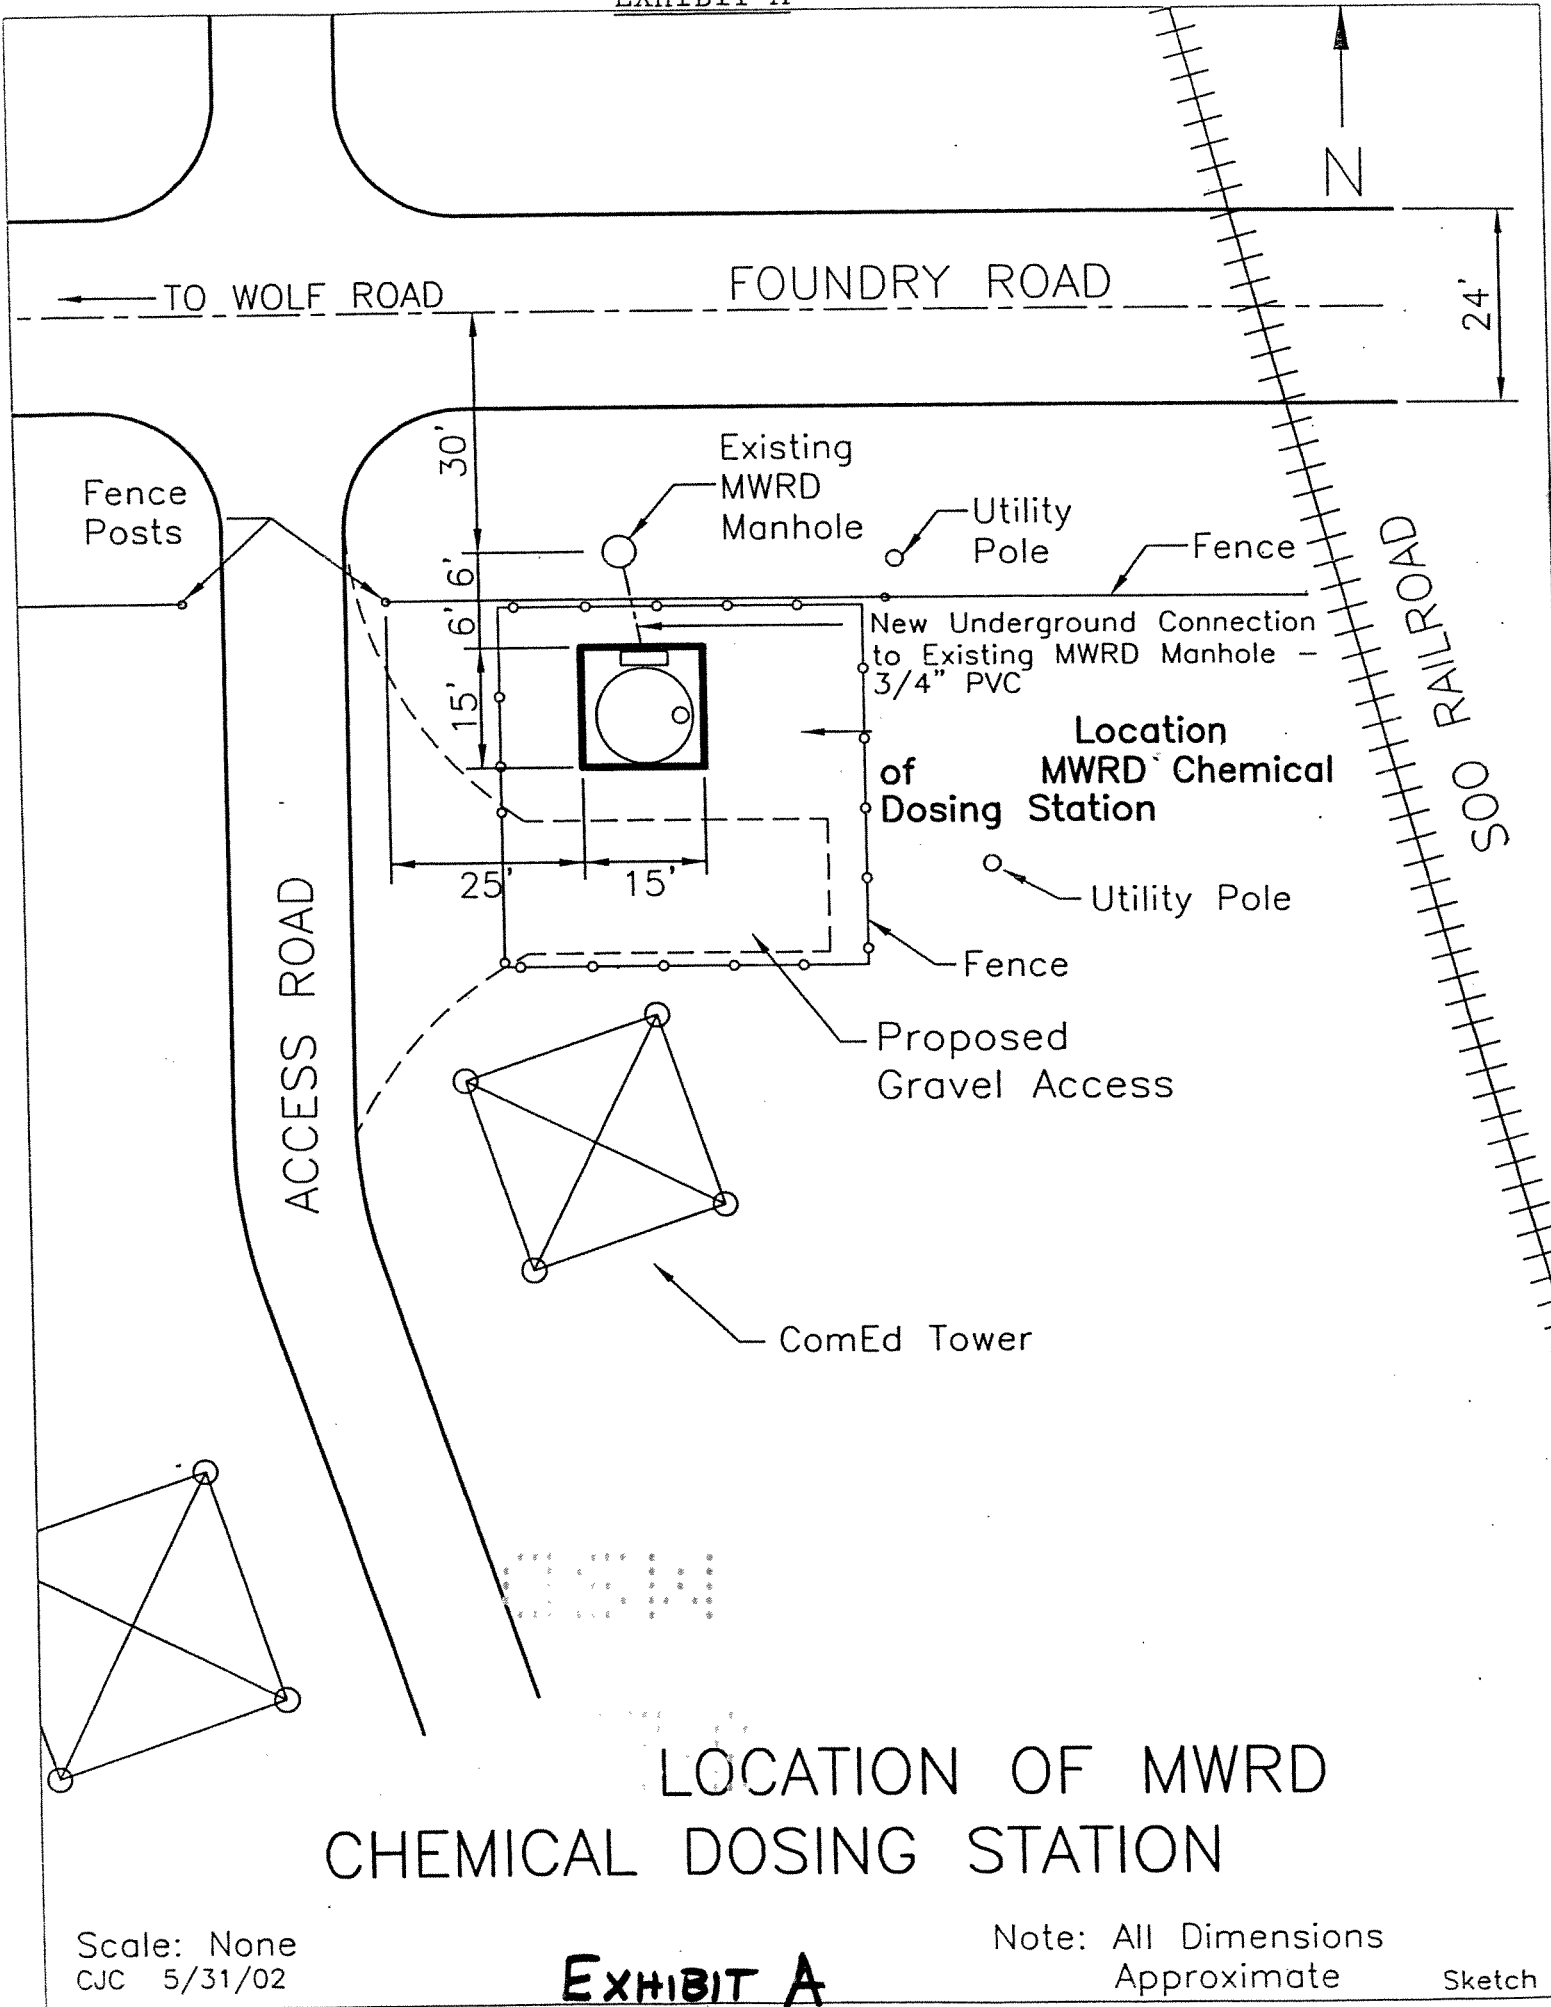 EXHIBIT A
N
TO WOLF ROAD
FOUNDRY ROAD
24'
30'
Existing
MWRD
Manhole
Fence
Posts
Utility
Pole
Fence
6'
6'
15'
New Underground Connection
to Existing MWRD Manhole –
3/4" PVC
SOO RAILROAD
Location
of MWRD Chemical
Dosing Station
25'
15'
Utility Pole
Fence
ACCESS ROAD
Proposed
Gravel Access
ComEd Tower
LOCATION OF MWRD
CHEMICAL DOSING STATION
Scale: None
CJC 5/31/02
EXHIBIT A
Note: All Dimensions
Approximate
Sketch